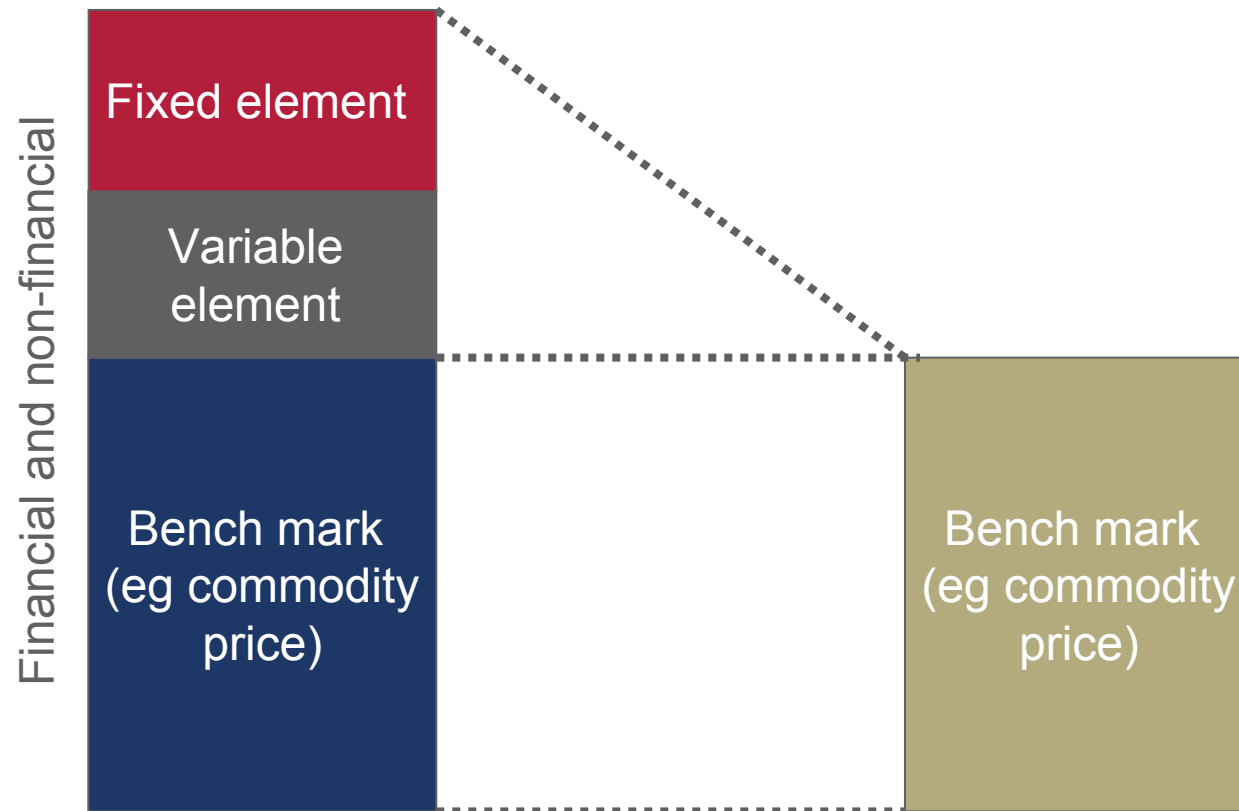 Financial and non-financial
Fixed element
Variable
element
Bench mark
(eg commodity
price)
Bench mark
(eg commodity
price)